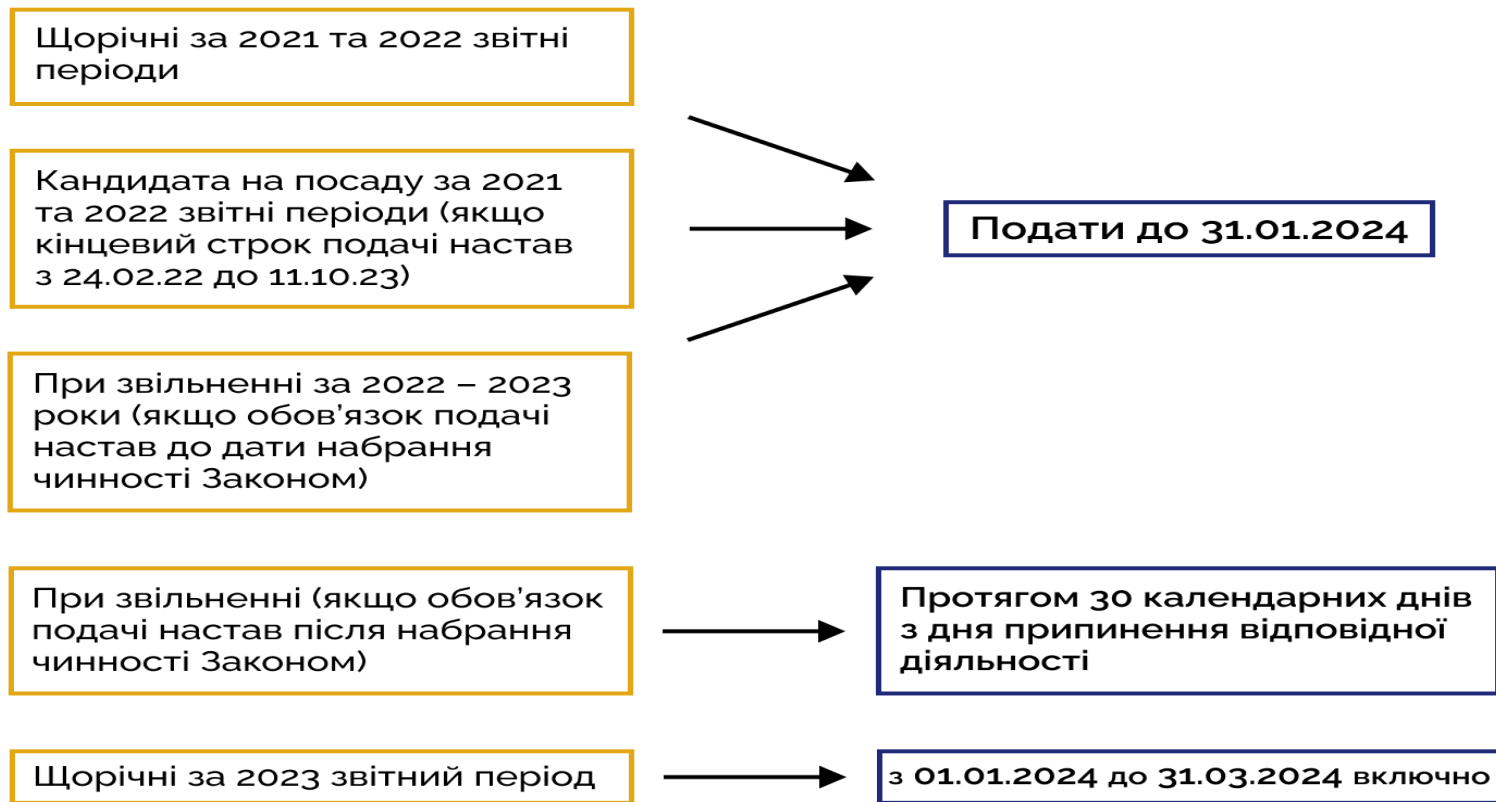 Щорічні за 2021 та 2022 звітні
періоди
Кандидата на посаду за 2021
та 2022 звітні періоди (якщо
кінцевий строк подачі настав
з 24.02.22 до 11.10.23)
Подати до 31.01.2024
При звільненні за 2022 – 2023
роки (якщо обов’язок подачі
настав до дати набрання
чинності Законом)
При звільненні (якщо обов’язок
подачі настав після набрання
чинності Законом)
Протягом 30 календарних днів
з дня припинення відповідної
діяльності
Щорічні за 2023 звітний період
з 01.01.2024 до 31.03.2024 включно